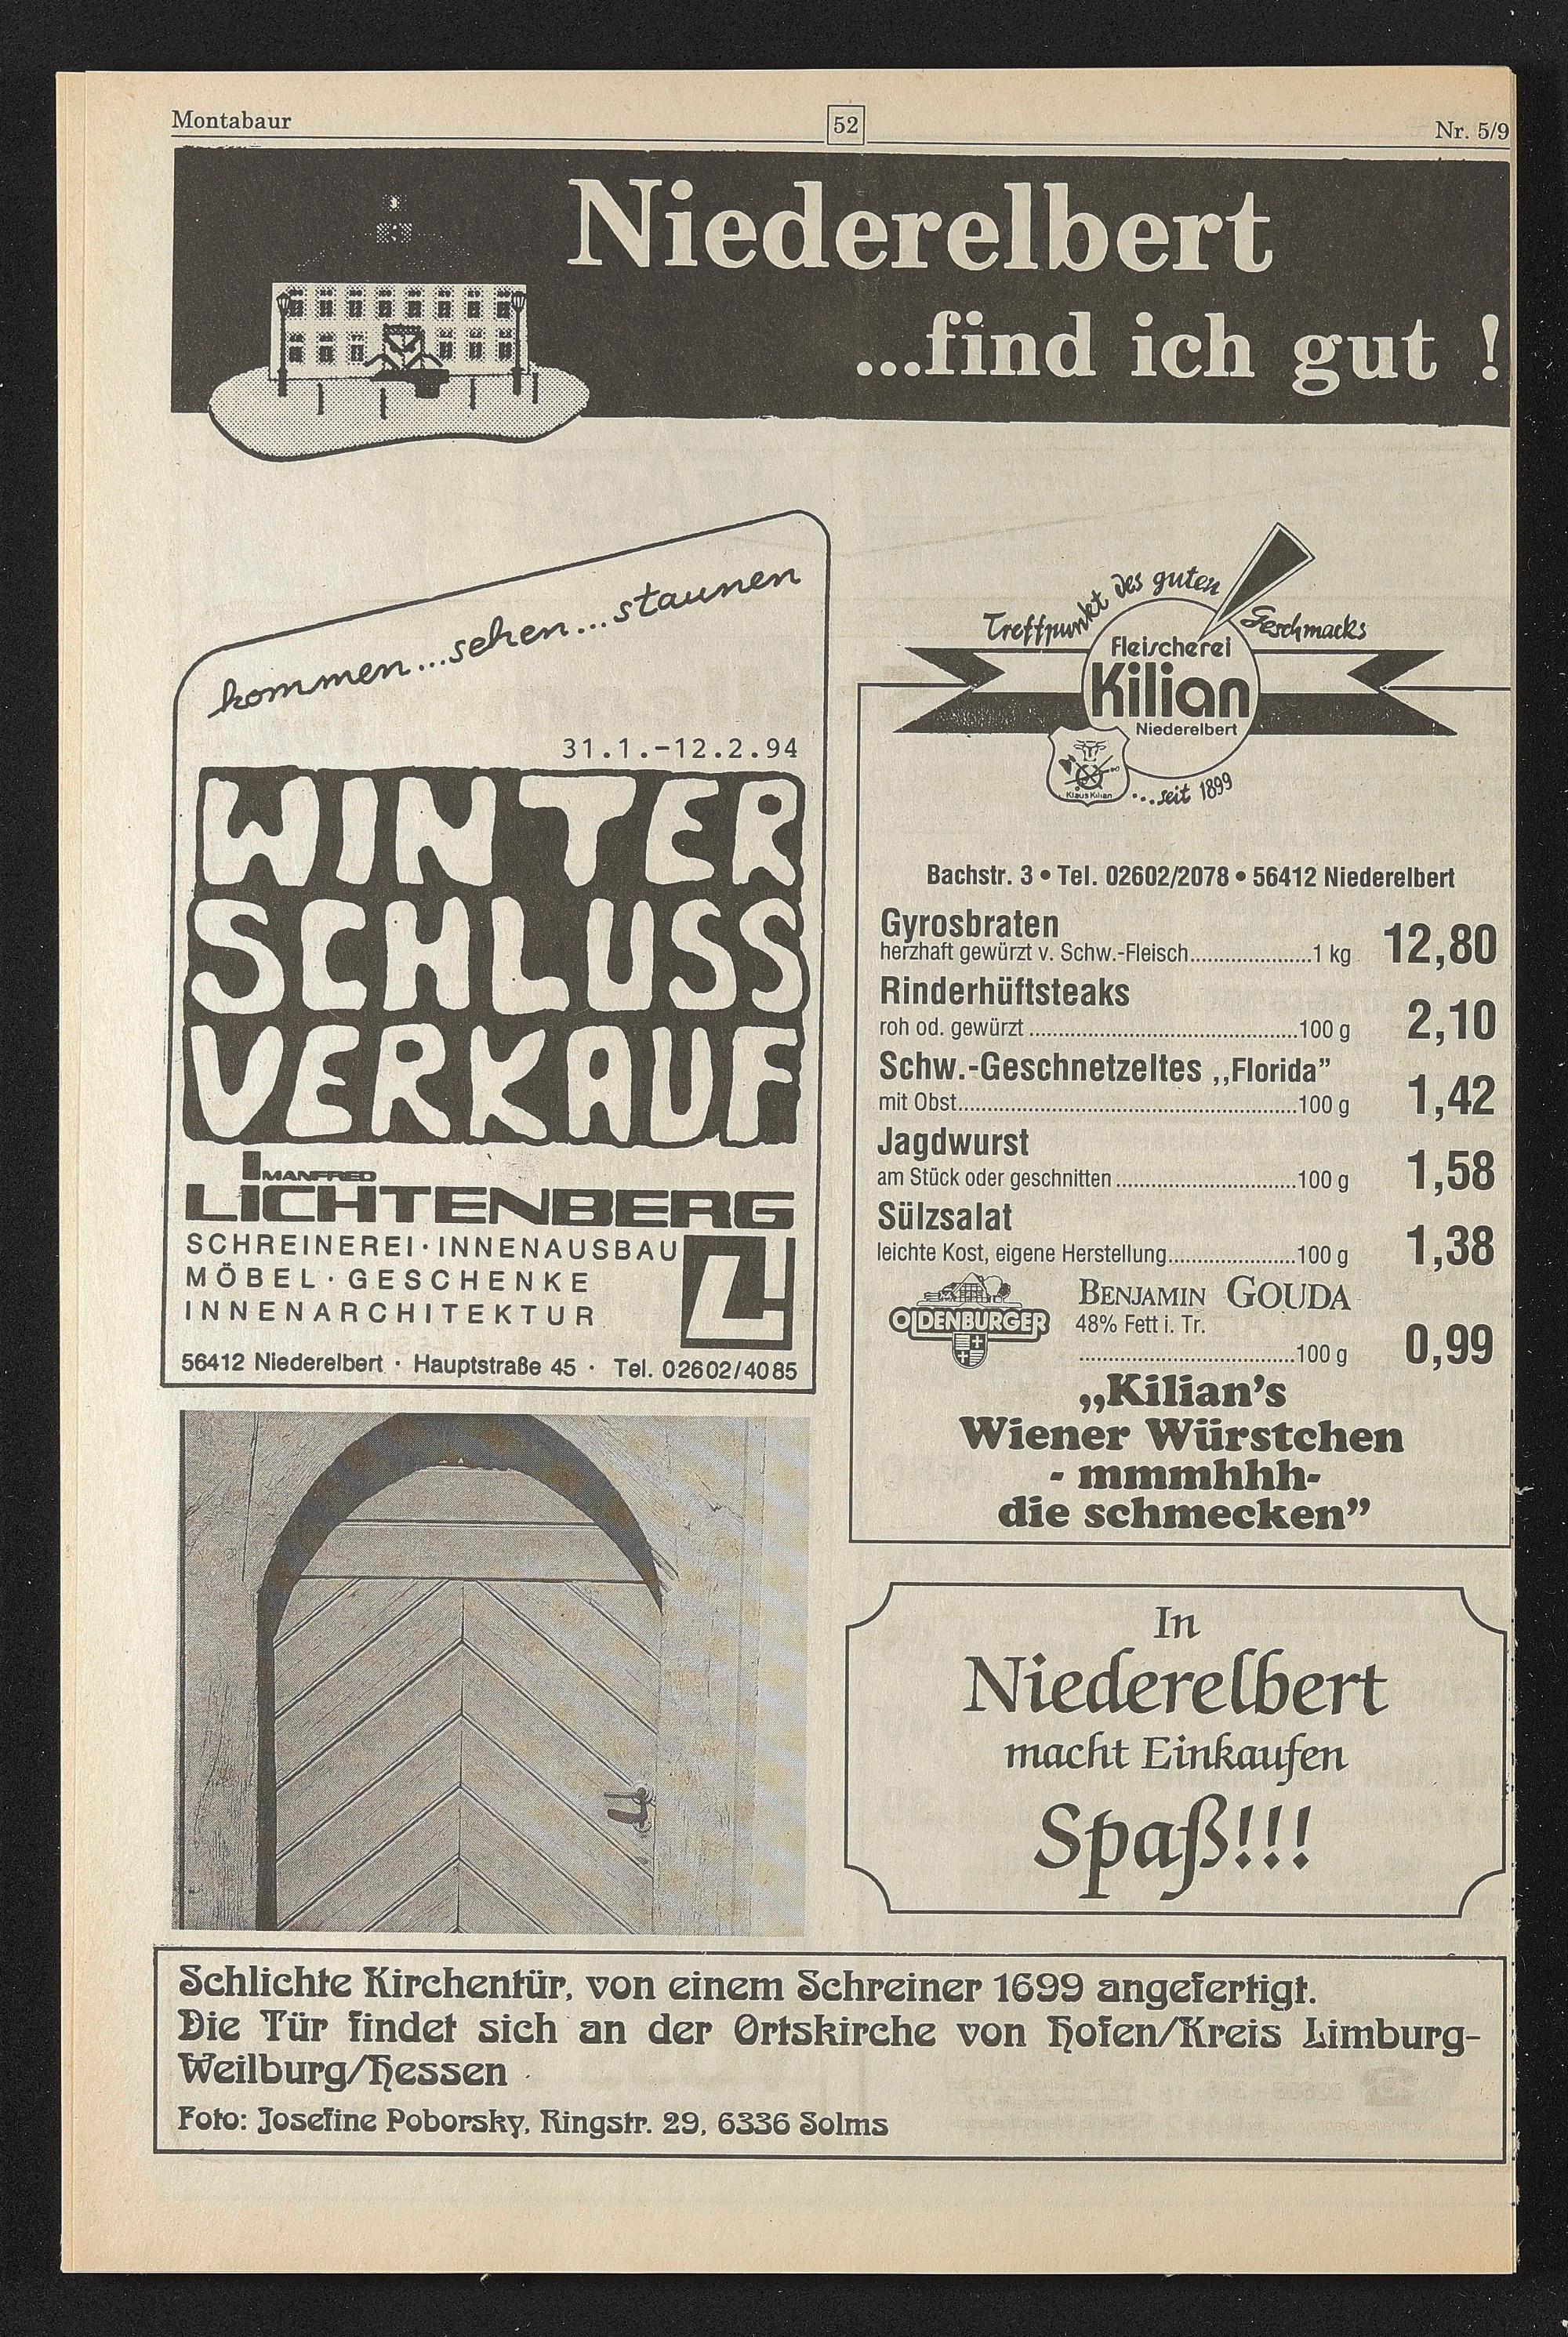 Montabaur
52
Nr. 5/9
Niederelbert
...find ich gut !
kommen...sehen...staunen
31.1.-12.2.94
WINTER
SCHLUSS
VERKAUF
MANFRED
LICHTENBERG
SCHREINEREI · INNENAUSBAU
MÖBEL · GESCHENKE
INNENARCHITEKTUR
56412 Niederelbert · Hauptstraße 45 · Tel. 02602/4085
Treffpunkt des guten Geschmacks
Fleischerei
Kilian
Niederelbert
Klaus Kilian
...seit 1899
Bachstr. 3 • Tel. 02602/2078 • 56412 Niederelbert
Gyrosbraten
herzhaft gewürzt v. Schw.-Fleisch......................1 kg 12,80
Rinderhüftsteaks
roh od. gewürzt ................................................100 g 2,10
Schw.-Geschnetzeltes „Florida”
mit Obst.............................................................100 g 1,42
Jagdwurst
am Stück oder geschnitten .................................100 g 1,58
Sülzsalat
leichte Kost, eigene Herstellung.......................100 g 1,38
OLDENBURGER
BENJAMIN GOUDA
48% Fett i. Tr.
.......................................100 g 0,99
„Kilian's
Wiener Würstchen
- mmmhhh-
die schmecken”
In
Niederelbert
macht Einkaufen
Spaß!!!
Schlichte Kirchentür, von einem Schreiner 1699 angefertigt.
Die Tür findet sich an der Ortskirche von Hofen/Kreis Limburg-
Weilburg/Hessen
Foto: Josefine Poborsky, Ringstr. 29, 6336 Solms